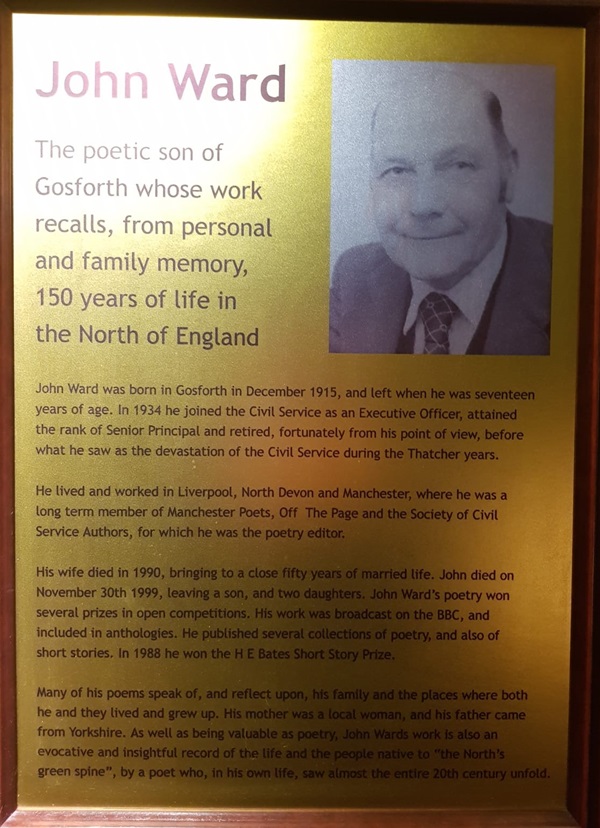 John Ward
The poetic son of
Gosforth whose work
recalls, from personal
and family memory,
150 years of life in
the North of England
John Ward was born in Gosforth in December 1915, and left when he was seventeen
years of age. In 1934 he joined the Civil Service as an Executive Officer, attained
the rank of Senior Principal and retired, fortunately from his point of view, before
what he saw as the devastation of the Civil Service during the Thatcher years.
He lived and worked in Liverpool, North Devon and Manchester, where he was a
long term member of Manchester Poets, Off The Page and the Society of Civil
Service Authors, for which he was the poetry editor.
His wife died in 1990, bringing to a close fifty years of married life. John died on
November 30th 1999, leaving a son, and two daughters. John Ward's poetry won
several prizes in open competitions. His work was broadcast on the BBC, and
included in anthologies. He published several collections of poetry, and also of
short stories. In 1988 he won the H E Bates Short Story Prize.
Many of his poems speak of, and reflect upon, his family and the places where both
he and they lived and grew up. His mother was a local woman, and his father came
from Yorkshire. As well as being valuable as poetry, John Wards work is also an
evocative and insightful record of the life and the people native to "the North's
green spine", by a poet who, in his own life, saw almost the entire 20th century unfold.